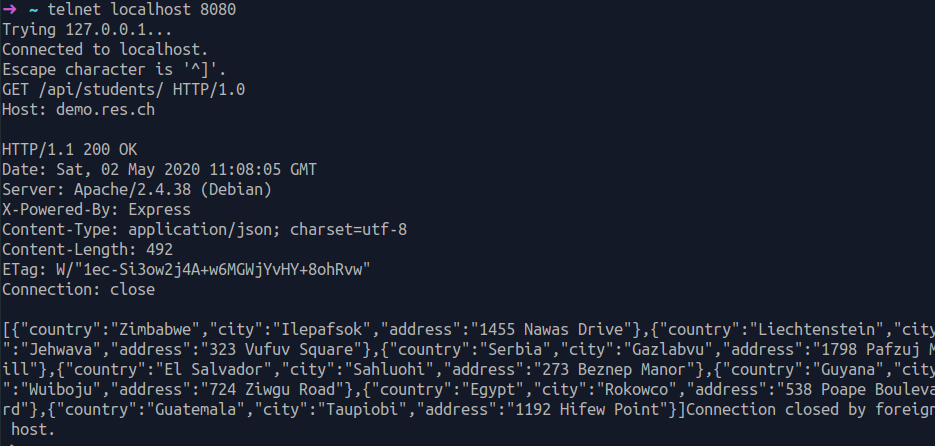 ➜ ~ telnet localhost 8080
Trying 127.0.0.1...
Connected to localhost.
Escape character is '^]'.
GET /api/students/ HTTP/1.0
Host: demo.res.ch

HTTP/1.1 200 OK
Date: Sat, 02 May 2020 11:08:05 GMT
Server: Apache/2.4.38 (Debian)
X-Powered-By: Express
Content-Type: application/json; charset=utf-8
Content-Length: 492
ETag: W/"1ec-Si3ow2j4A+w6MGWjYvHY+8ohRvw"
Connection: close

[{"country":"Zimbabwe","city":"Ilepafsok","address":"1455 Nawas Drive"},{"country":"Liechtenstein","city
":"Jehwava","address":"323 Vufuv Square"},{"country":"Serbia","city":"Gazlabvu","address":"1798 Pafzuj M
ill"},{"country":"El Salvador","city":"Sahluohi","address":"273 Beznep Manor"},{"country":"Guyana","city
":"Wuiboju","address":"724 Ziwgu Road"},{"country":"Egypt","city":"Rokowco","address":"538 Poape Bouleva
rd"},{"country":"Guatemala","city":"Taupiobi","address":"1192 Hifew Point"}]Connection closed by foreign
 host.